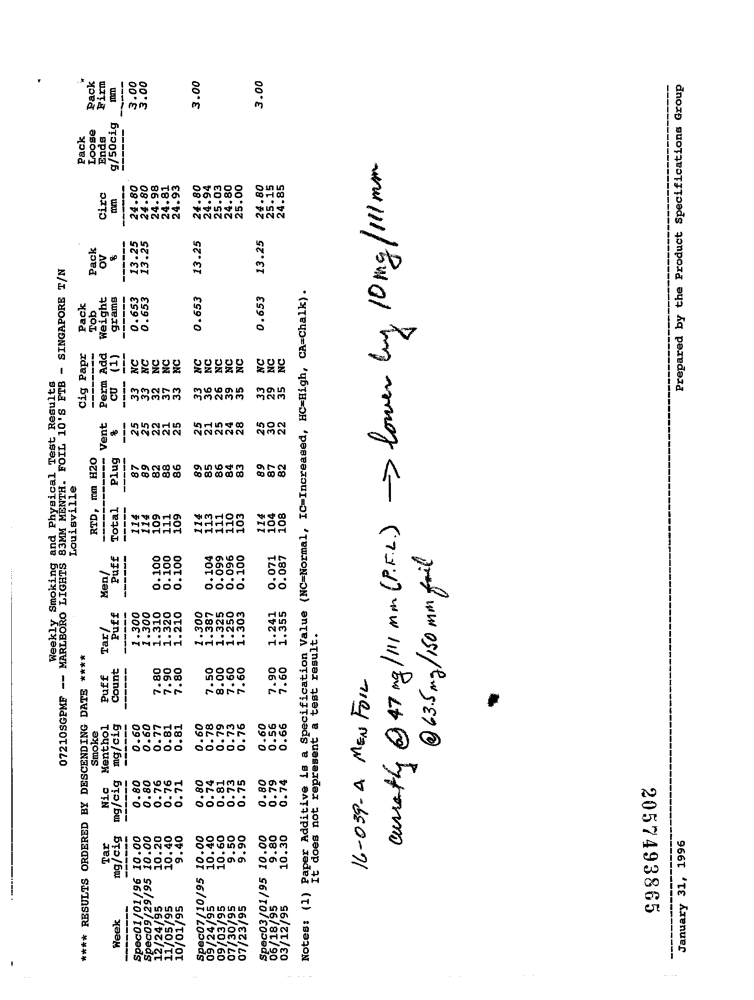 Weekly Smoking and Physical Test Results
07210SGPMF -- MARLBORO LIGHTS 83MM MENTH. FOIL 10'S FTB - SINGAPORE T/N
Louisville
**** RESULTS ORDERED BY DESCENDING DATE ****
Smoke RTD, mm H2O Cig Papr Pack Pack Pack
Tar Nic Menthol Puff Tar/ Men/ Vent Perm Add Tob Pack Circ Loose Firm
Week mg/cig mg/cig mg/cig Count Puff Puff Total Plug % CU (1) Weight grams OV % mm Ends g/50cig mm
Spec01/01/96 10.00 0.80 0.60 1.300 114 87 25 33 NC 0.653 13.25 24.80 3.00
Spec09/29/95 10.00 0.80 0.60 1.300 114 89 25 33 NC 0.653 13.25 24.80 3.00
12/24/95 10.20 0.76 0.77 7.80 1.310 0.100 109 82 22 32 NC 24.98
11/05/95 10.40 0.76 0.81 7.90 1.320 0.100 111 88 21 37 NC 24.81
10/01/95 9.40 0.71 0.81 7.80 1.210 0.100 109 86 25 33 NC 24.93
Spec07/10/95 10.00 0.80 0.60 1.300 114 89 25 33 NC 0.653 13.25 24.80 3.00
09/24/95 10.40 0.74 0.78 7.50 1.387 0.104 113 85 21 36 NC 24.94
09/03/95 10.60 0.81 0.79 8.00 1.325 0.099 111 86 25 26 NC 25.03
07/30/95 9.50 0.73 0.73 7.60 1.250 0.096 110 84 24 39 NC 24.80
07/23/95 9.90 0.75 0.76 7.60 1.303 0.100 103 83 28 35 NC 25.00
Spec03/01/95 10.00 0.80 0.60 1.300 114 89 25 33 NC 0.653 13.25 24.80 3.00
06/18/95 9.80 0.79 0.56 7.90 1.241 0.071 104 87 30 29 NC 25.15
03/12/95 10.30 0.74 0.66 7.60 1.355 0.087 108 82 22 35 NC 24.85
Notes: (1) Paper Additive is a Specification Value (NC=Normal, IC=Increased, HC=High, CA=Chalk).
It does not represent a test result.
16-039-A MEN FOIL
currently @ 47 mg/111 mm (P.F.L.) -> lower by 10 mg/111 mm
@ 63.5 mg/150 mm foil
2057493865
January 31, 1996 Prepared by the Product Specifications Group